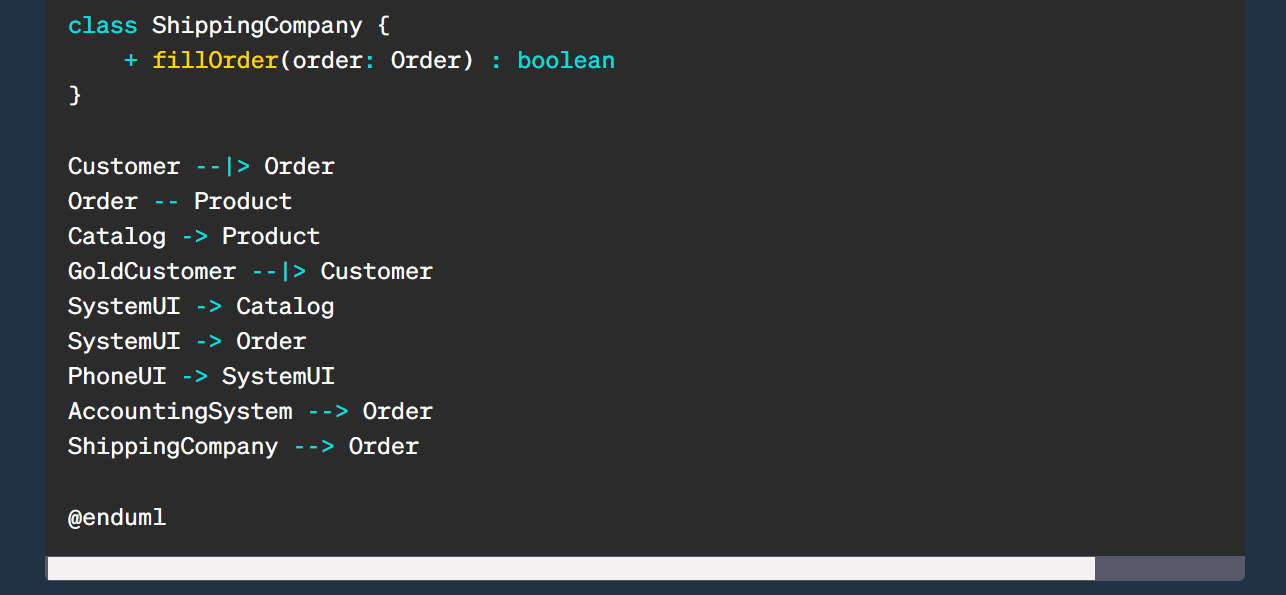 class ShippingCompany {
    + fillOrder(order: Order) : boolean
}
Customer --|> Order
Order -- Product
Catalog -> Product
GoldCustomer --|> Customer
SystemUI -> Catalog
SystemUI -> Order
PhoneUI -> SystemUI
AccountingSystem --> Order
ShippingCompany --> Order
@enduml